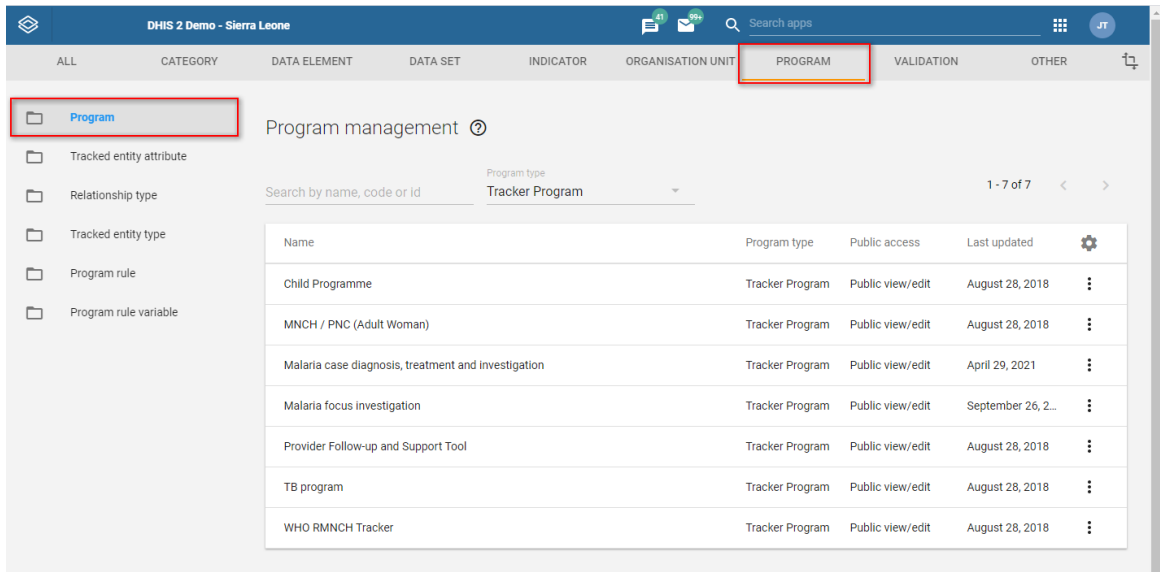 DHIS 2 Demo - Sierra Leone 41 99+ Search apps JT
ALL CATEGORY DATA ELEMENT DATA SET INDICATOR ORGANISATION UNIT PROGRAM VALIDATION OTHER
Program
Tracked entity attribute
Relationship type
Tracked entity type
Program rule
Program rule variable
Program management ?
Program type
Search by name, code or id Tracker Program 1 - 7 of 7
Name Program type Public access Last updated
Child Programme Tracker Program Public view/edit August 28, 2018
MNCH / PNC (Adult Woman) Tracker Program Public view/edit August 28, 2018
Malaria case diagnosis, treatment and investigation Tracker Program Public view/edit April 29, 2021
Malaria focus investigation Tracker Program Public view/edit September 26, 2...
Provider Follow-up and Support Tool Tracker Program Public view/edit August 28, 2018
TB program Tracker Program Public view/edit August 28, 2018
WHO RMNCH Tracker Tracker Program Public view/edit August 28, 2018